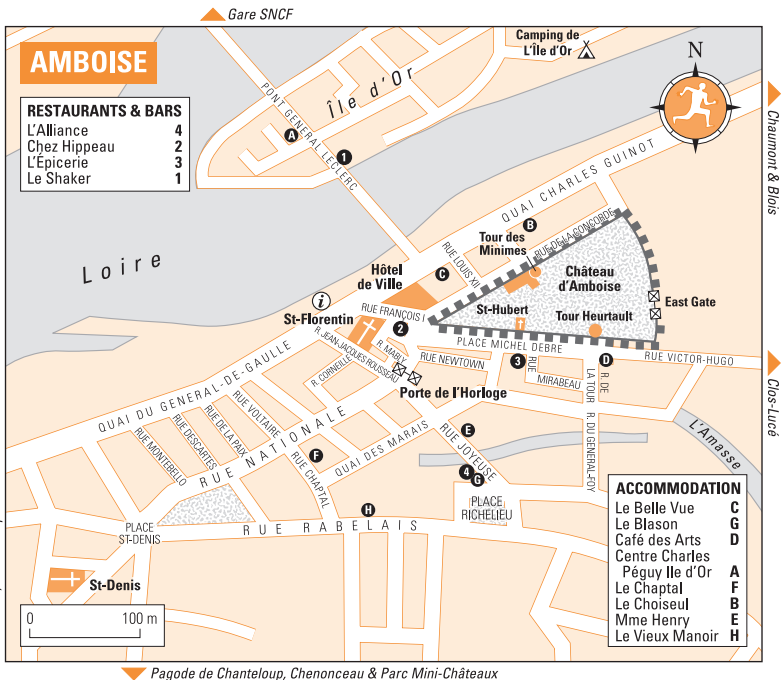 Gare SNCF
AMBOISE
Camping de
L'Île d'Or
N
RESTAURANTS & BARS
L'Alliance 4
Chez Hippeau 2
L'Épicerie 3
Le Shaker 1
Île d'Or
PONT GENERAL LECLERC
A
1
Chaumont & Blois
QUAI CHARLES GUINOT
B
RUE DE LA CONCORDE
Tour des
Minimes
Loire
C
RUE LOUIS XII
Hôtel
de Ville
Château
d'Amboise
i
St-Florentin
RUE FRANÇOIS I
2
St-Hubert
Tour Heurtault
East Gate
PLACE MICHEL DEBRE
RUE VICTOR-HUGO
R. JEAN-JACQUES ROUSSEAU
R. MABLY
RUE NEWTOWN
3
RUE
MIRABEAU
D
R. DE
LA TOUR
R. DU GENERAL-FOY
R. CORNEILLE
Porte de l'Horloge
Clos-Lucé
QUAI DU GENERAL-DE-GAULLE
RUE VOLTAIRE
RUE DE LA PAIX
RUE DESCARTES
RUE MONTEBELLO
RUE NATIONALE
RUE CHAPTAL
F
QUAI DES MARAIS
E
RUE JOYEUSE
4
G
L'Amasse
PLACE
RICHELIEU
H
RUE RABELAIS
PLACE
ST-DENIS
St-Denis
0 100 m
ACCOMMODATION
Le Belle Vue C
Le Blason G
Café des Arts D
Centre Charles
Péguy Ile d'Or A
Le Chaptal F
Le Choiseul B
Mme Henry E
Le Vieux Manoir H
Pagode de Chanteloup, Chenonceau & Parc Mini-Châteaux